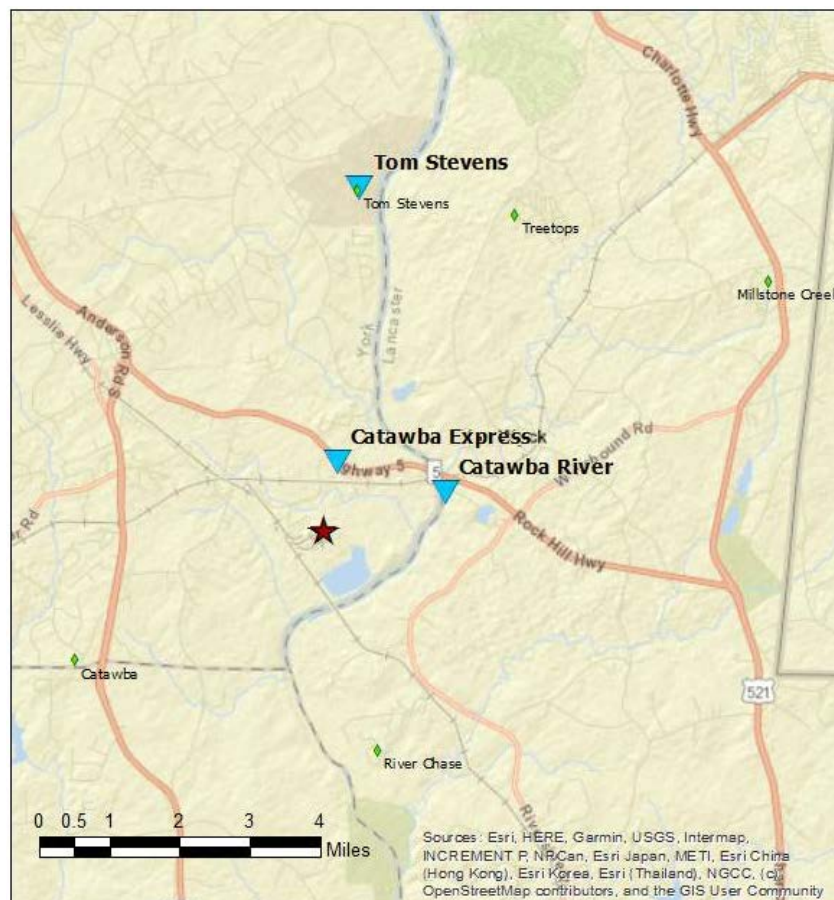 Charlotte Hwy
Tom Stevens
Tom Stevens
Treetops
Millstone Creek
Lesslie Hwy
Anderson Rd S
York
Lancaster
Catawba Express
Highway 5
5
Catawba River
Rock Hill Hwy
Rd
Catawba
521
River Chase
0 0.5 1 2 3 4
Miles
Sources: Esri, HERE, Garmin, USGS, Intermap,
INCREMENT P, NRCan, Esri Japan, METI, Esri China
(Hong Kong), Esri Korea, Esri (Thailand), NGCC, (c)
OpenStreetMap contributors, and the GIS User Community